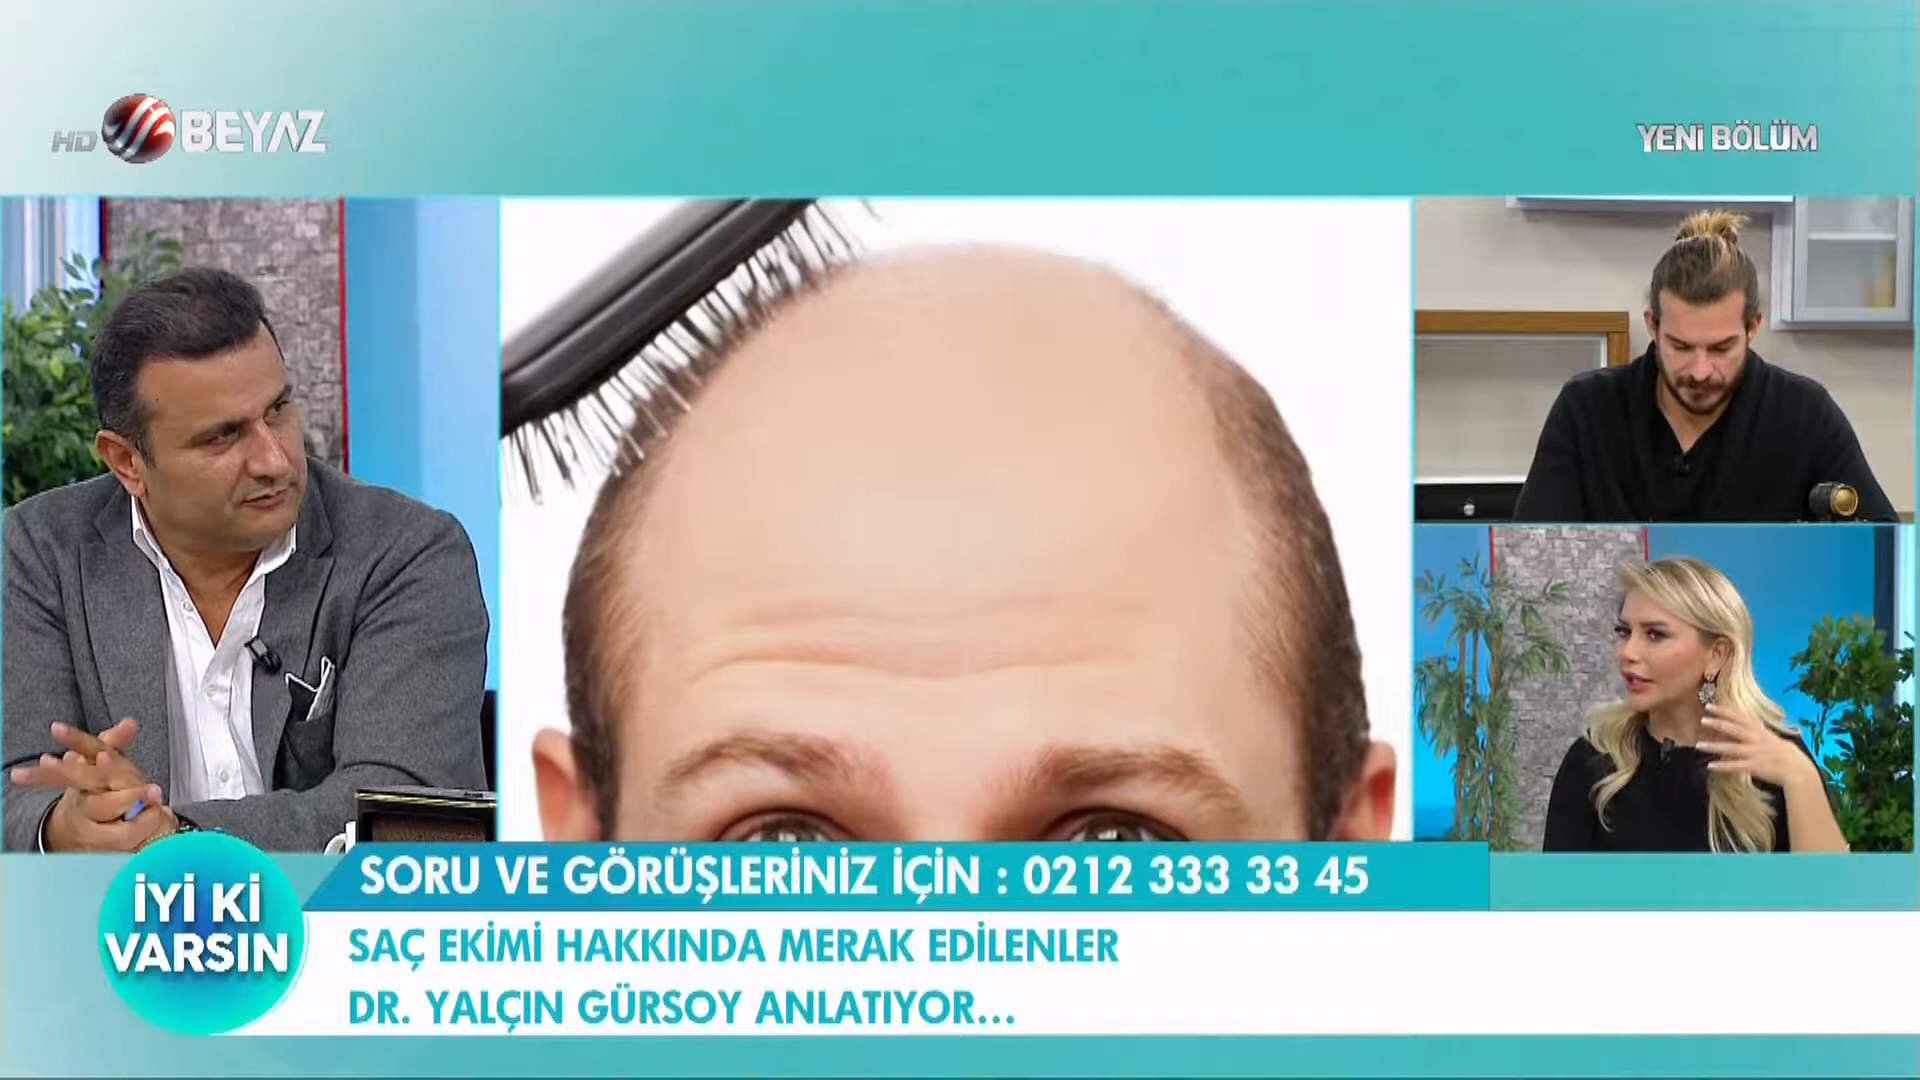 HD BEYAZ
YENİ BÖLÜM
SORU VE GÖRÜŞLERİNİZ İÇİN : 0212 333 33 45
İYİ Kİ
VARSIN
SAÇ EKİMİ HAKKINDA MERAK EDİLENLER
DR. YALÇIN GÜRSOY ANLATIYOR...